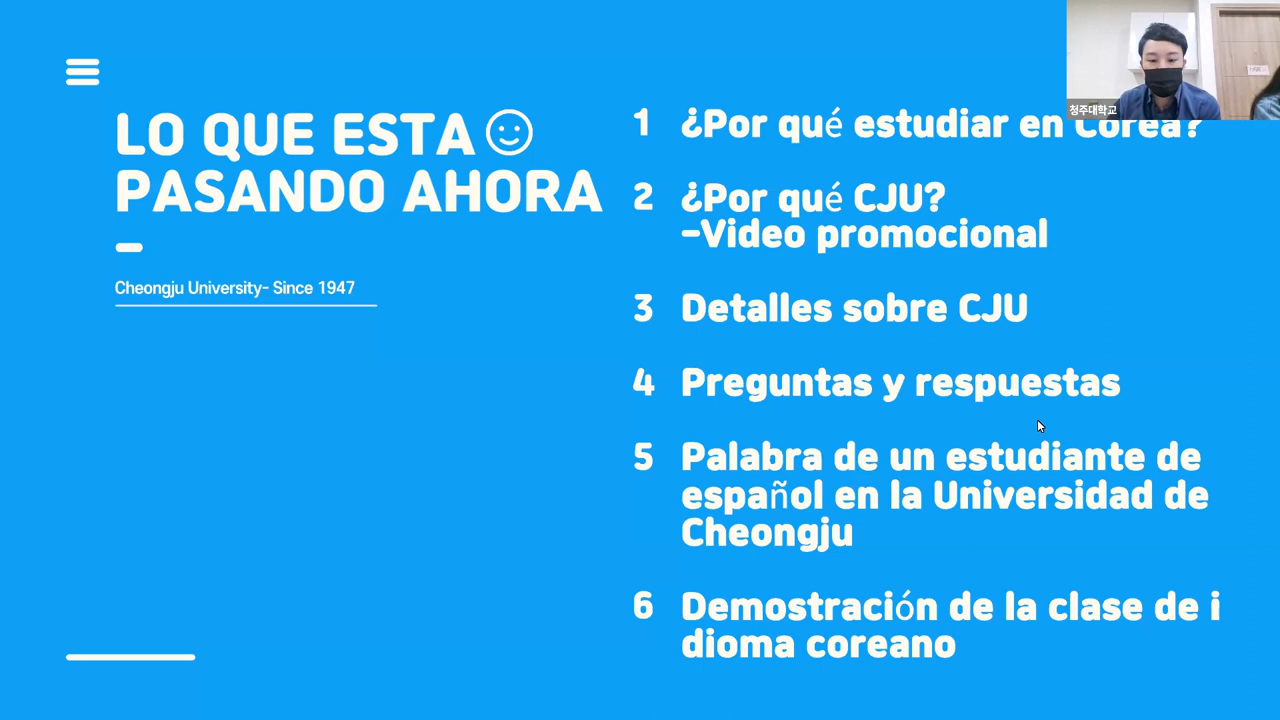 LO QUE ESTA
PASANDO AHORA
Cheongju University- Since 1947
1 ¿Por qué estudiar en Corea?
2 ¿Por qué CJU?
-Video promocional
3 Detalles sobre CJU
4 Preguntas y respuestas
5 Palabra de un estudiante de
español en la Universidad de
Cheongju
6 Demostración de la clase de i
dioma coreano
청주대학교